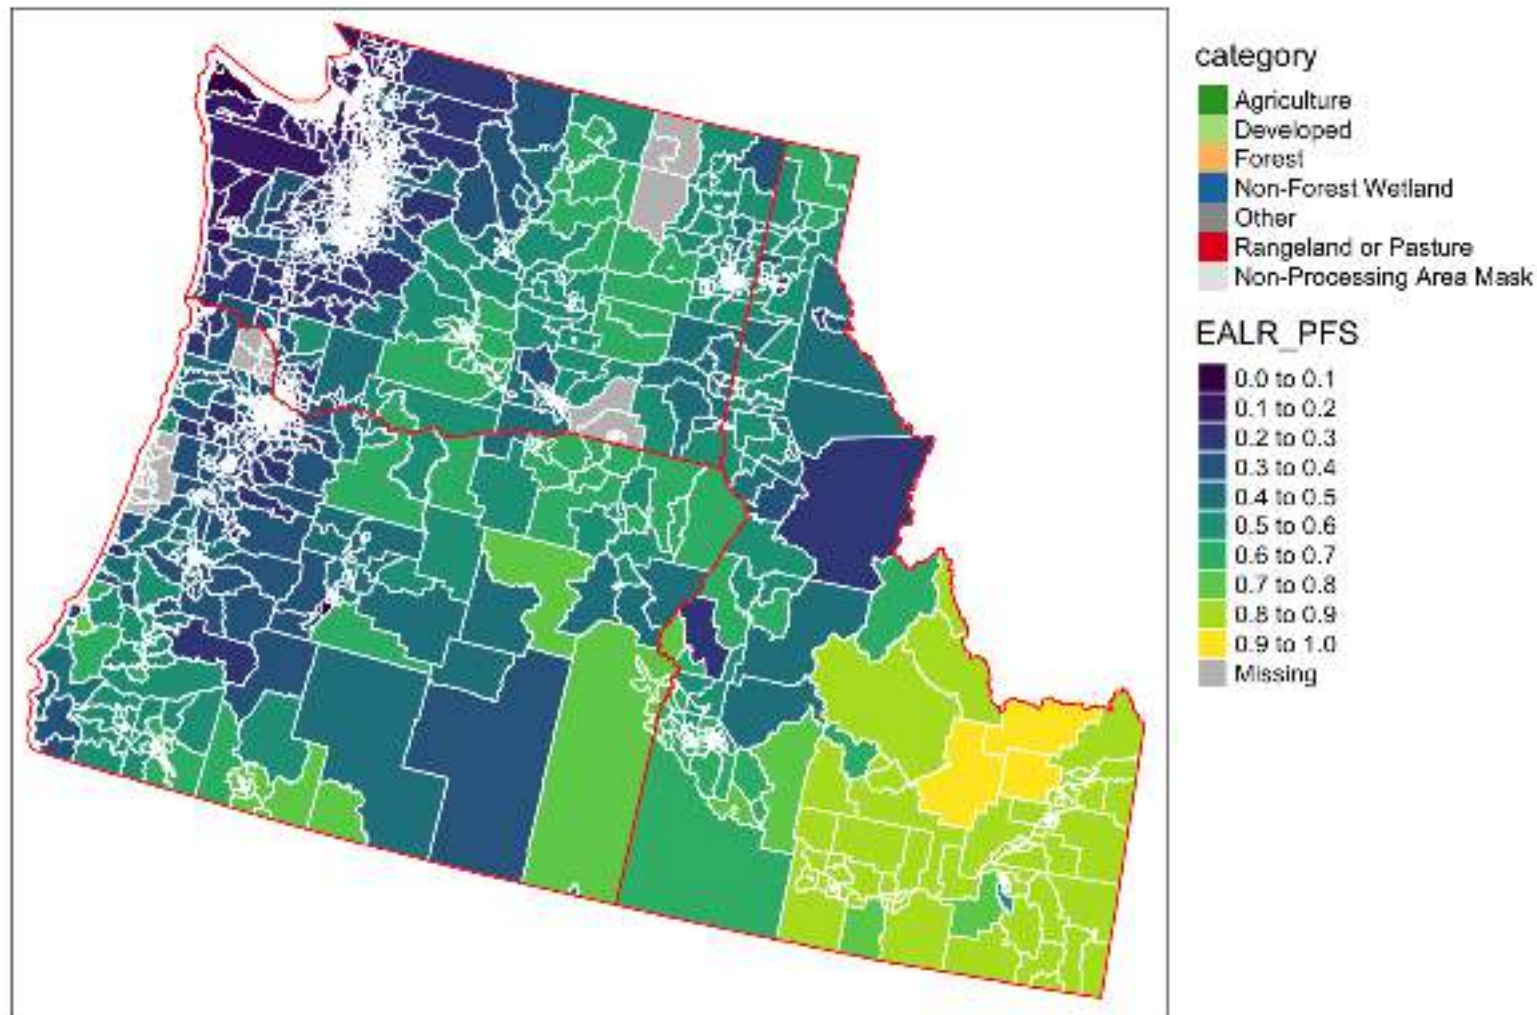 category
Agriculture
Developed
Forest
Non-Forest Wetland
Other
Rangeland or Pasture
Non-Processing Area Mask
EALR_PFS
0.0 to 0.1
0.1 to 0.2
0.2 to 0.3
0.3 to 0.4
0.4 to 0.5
0.5 to 0.6
0.6 to 0.7
0.7 to 0.8
0.8 to 0.9
0.9 to 1.0
Missing